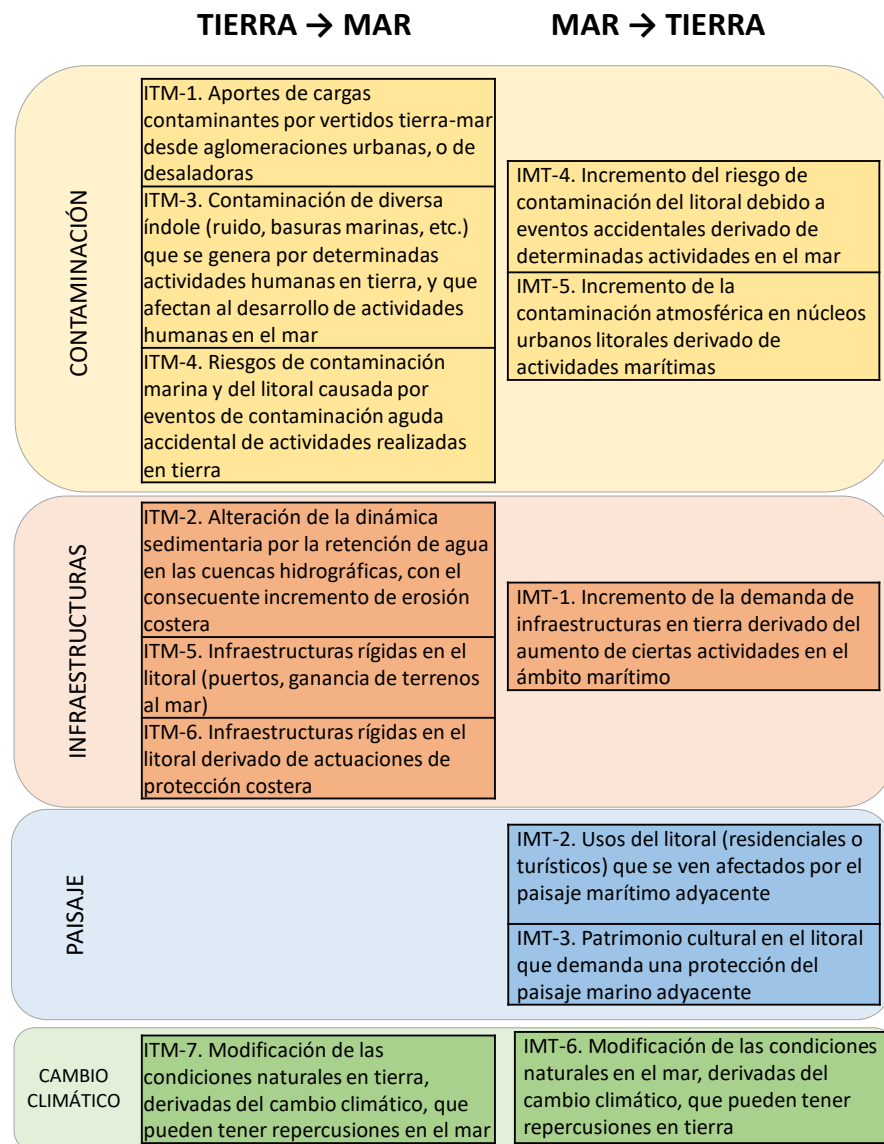 TIERRA → MAR
MAR → TIERRA
CONTAMINACIÓN
ITM-1. Aportes de cargas
contaminantes por vertidos tierra-mar
desde aglomeraciones urbanas, o de
desaladoras
ITM-3. Contaminación de diversa
índole (ruido, basuras marinas, etc.)
que se genera por determinadas
actividades humanas en tierra, y que
afectan al desarrollo de actividades
humanas en el mar
ITM-4. Riesgos de contaminación
marina y del litoral causada por
eventos de contaminación aguda
accidental de actividades realizadas
en tierra
IMT-4. Incremento del riesgo de
contaminación del litoral debido a
eventos accidentales derivado de
determinadas actividades en el mar
IMT-5. Incremento de la
contaminación atmosférica en núcleos
urbanos litorales derivado de
actividades marítimas
INFRAESTRUCTURAS
ITM-2. Alteración de la dinámica
sedimentaria por la retención de agua
en las cuencas hidrográficas, con el
consecuente incremento de erosión
costera
ITM-5. Infraestructuras rígidas en el
litoral (puertos, ganancia de terrenos
al mar)
ITM-6. Infraestructuras rígidas en el
litoral derivado de actuaciones de
protección costera
IMT-1. Incremento de la demanda de
infraestructuras en tierra derivado del
aumento de ciertas actividades en el
ámbito marítimo
PAISAJE
IMT-2. Usos del litoral (residenciales o
turísticos) que se ven afectados por el
paisaje marítimo adyacente
IMT-3. Patrimonio cultural en el litoral
que demanda una protección del
paisaje marino adyacente
CAMBIO
CLIMÁTICO
ITM-7. Modificación de las
condiciones naturales en tierra,
derivadas del cambio climático, que
pueden tener repercusiones en el mar
IMT-6. Modificación de las condiciones
naturales en el mar, derivadas del
cambio climático, que pueden tener
repercusiones en tierra